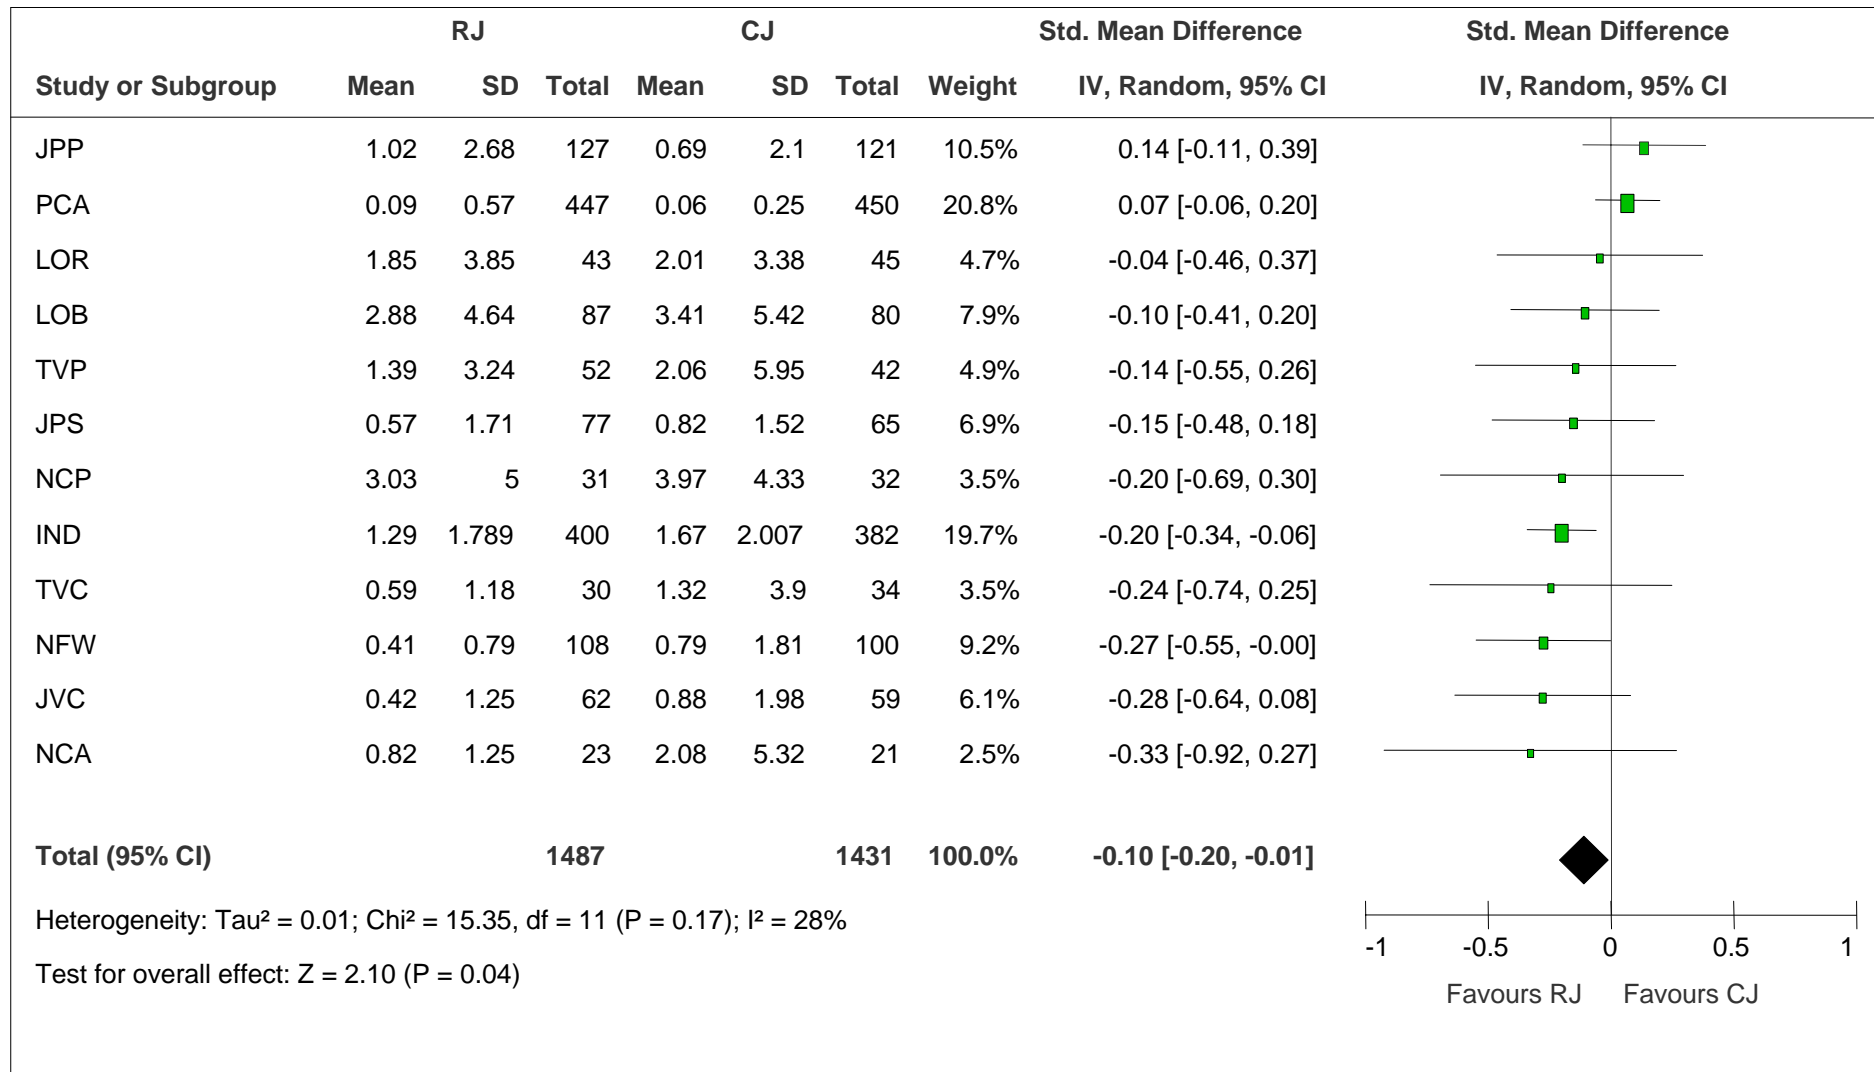 RJ CJ Std. Mean Difference Std. Mean Difference
Study or Subgroup Mean SD Total Mean SD Total Weight IV, Random, 95% CI IV, Random, 95% CI
JPP 1.02 2.68 127 0.69 2.1 121 10.5% 0.14 [-0.11, 0.39]
PCA 0.09 0.57 447 0.06 0.25 450 20.8% 0.07 [-0.06, 0.20]
LOR 1.85 3.85 43 2.01 3.38 45 4.7% -0.04 [-0.46, 0.37]
LOB 2.88 4.64 87 3.41 5.42 80 7.9% -0.10 [-0.41, 0.20]
TVP 1.39 3.24 52 2.06 5.95 42 4.9% -0.14 [-0.55, 0.26]
JPS 0.57 1.71 77 0.82 1.52 65 6.9% -0.15 [-0.48, 0.18]
NCP 3.03 5 31 3.97 4.33 32 3.5% -0.20 [-0.69, 0.30]
IND 1.29 1.789 400 1.67 2.007 382 19.7% -0.20 [-0.34, -0.06]
TVC 0.59 1.18 30 1.32 3.9 34 3.5% -0.24 [-0.74, 0.25]
NFW 0.41 0.79 108 0.79 1.81 100 9.2% -0.27 [-0.55, -0.00]
JVC 0.42 1.25 62 0.88 1.98 59 6.1% -0.28 [-0.64, 0.08]
NCA 0.82 1.25 23 2.08 5.32 21 2.5% -0.33 [-0.92, 0.27]
Total (95% CI) 1487 1431 100.0% -0.10 [-0.20, -0.01]
Heterogeneity: Tau² = 0.01; Chi² = 15.35, df = 11 (P = 0.17); I² = 28%
Test for overall effect: Z = 2.10 (P = 0.04)
-1 -0.5 0 0.5 1
Favours RJ Favours CJ